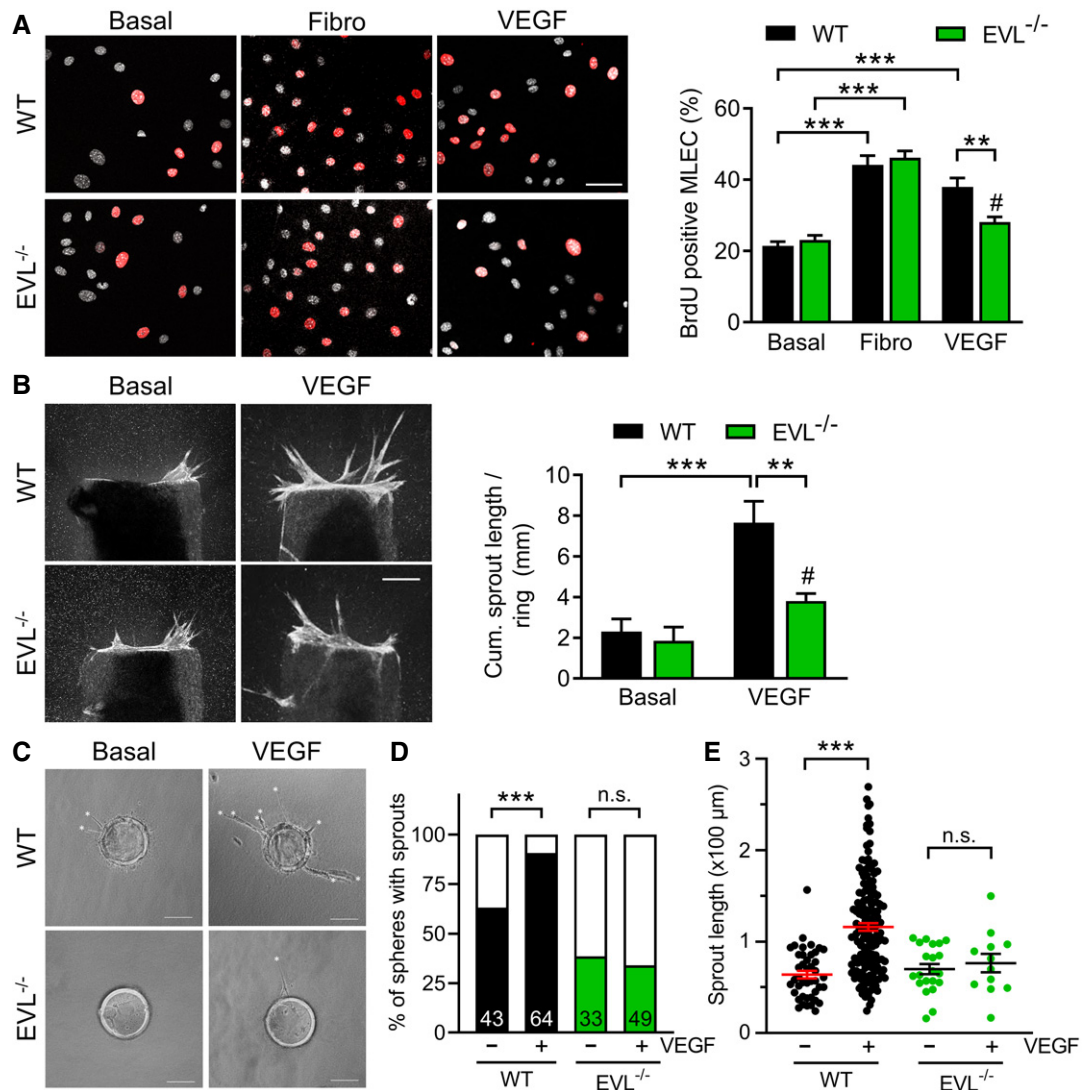 A
Basal
Fibro
VEGF
WT
EVL-/-
WT
EVL-/-
BrdU positive MLEC (%)
60
40
20
0
***
***
***
**
#
Basal
Fibro
VEGF
B
Basal
VEGF
WT
EVL-/-
WT
EVL-/-
Cum. sprout length /
ring (mm)
10
8
6
4
2
0
***
**
#
Basal
VEGF
C
Basal
VEGF
WT
EVL-/-
D
% of spheres with sprouts
100
75
50
25
0
***
n.s.
43
64
33
49
–
+
–
+
VEGF
WT
EVL-/-
E
Sprout length (x100 µm)
3
2
1
0
***
n.s.
–
+
–
+
VEGF
WT
EVL-/-